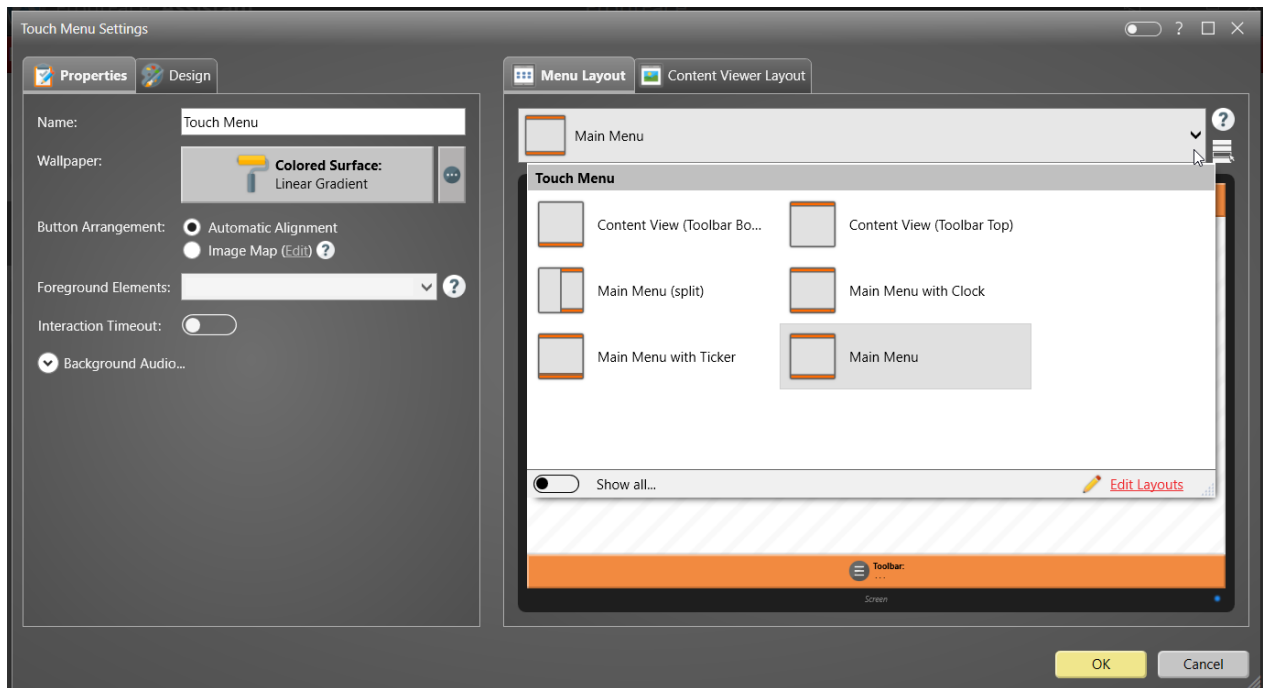 Touch Menu Settings
?
Properties
Design
Name:
Touch Menu
Wallpaper:
Colored Surface:
Linear Gradient
Button Arrangement:
Automatic Alignment
Image Map (Edit) ?
Foreground Elements:
?
Interaction Timeout:
Background Audio...
Menu Layout
Content Viewer Layout
Main Menu
?
Touch Menu
Content View (Toolbar Bo...
Content View (Toolbar Top)
Main Menu (split)
Main Menu with Clock
Main Menu with Ticker
Main Menu
Show all...
Edit Layouts
Toolbar:
...
Screen
OK
Cancel